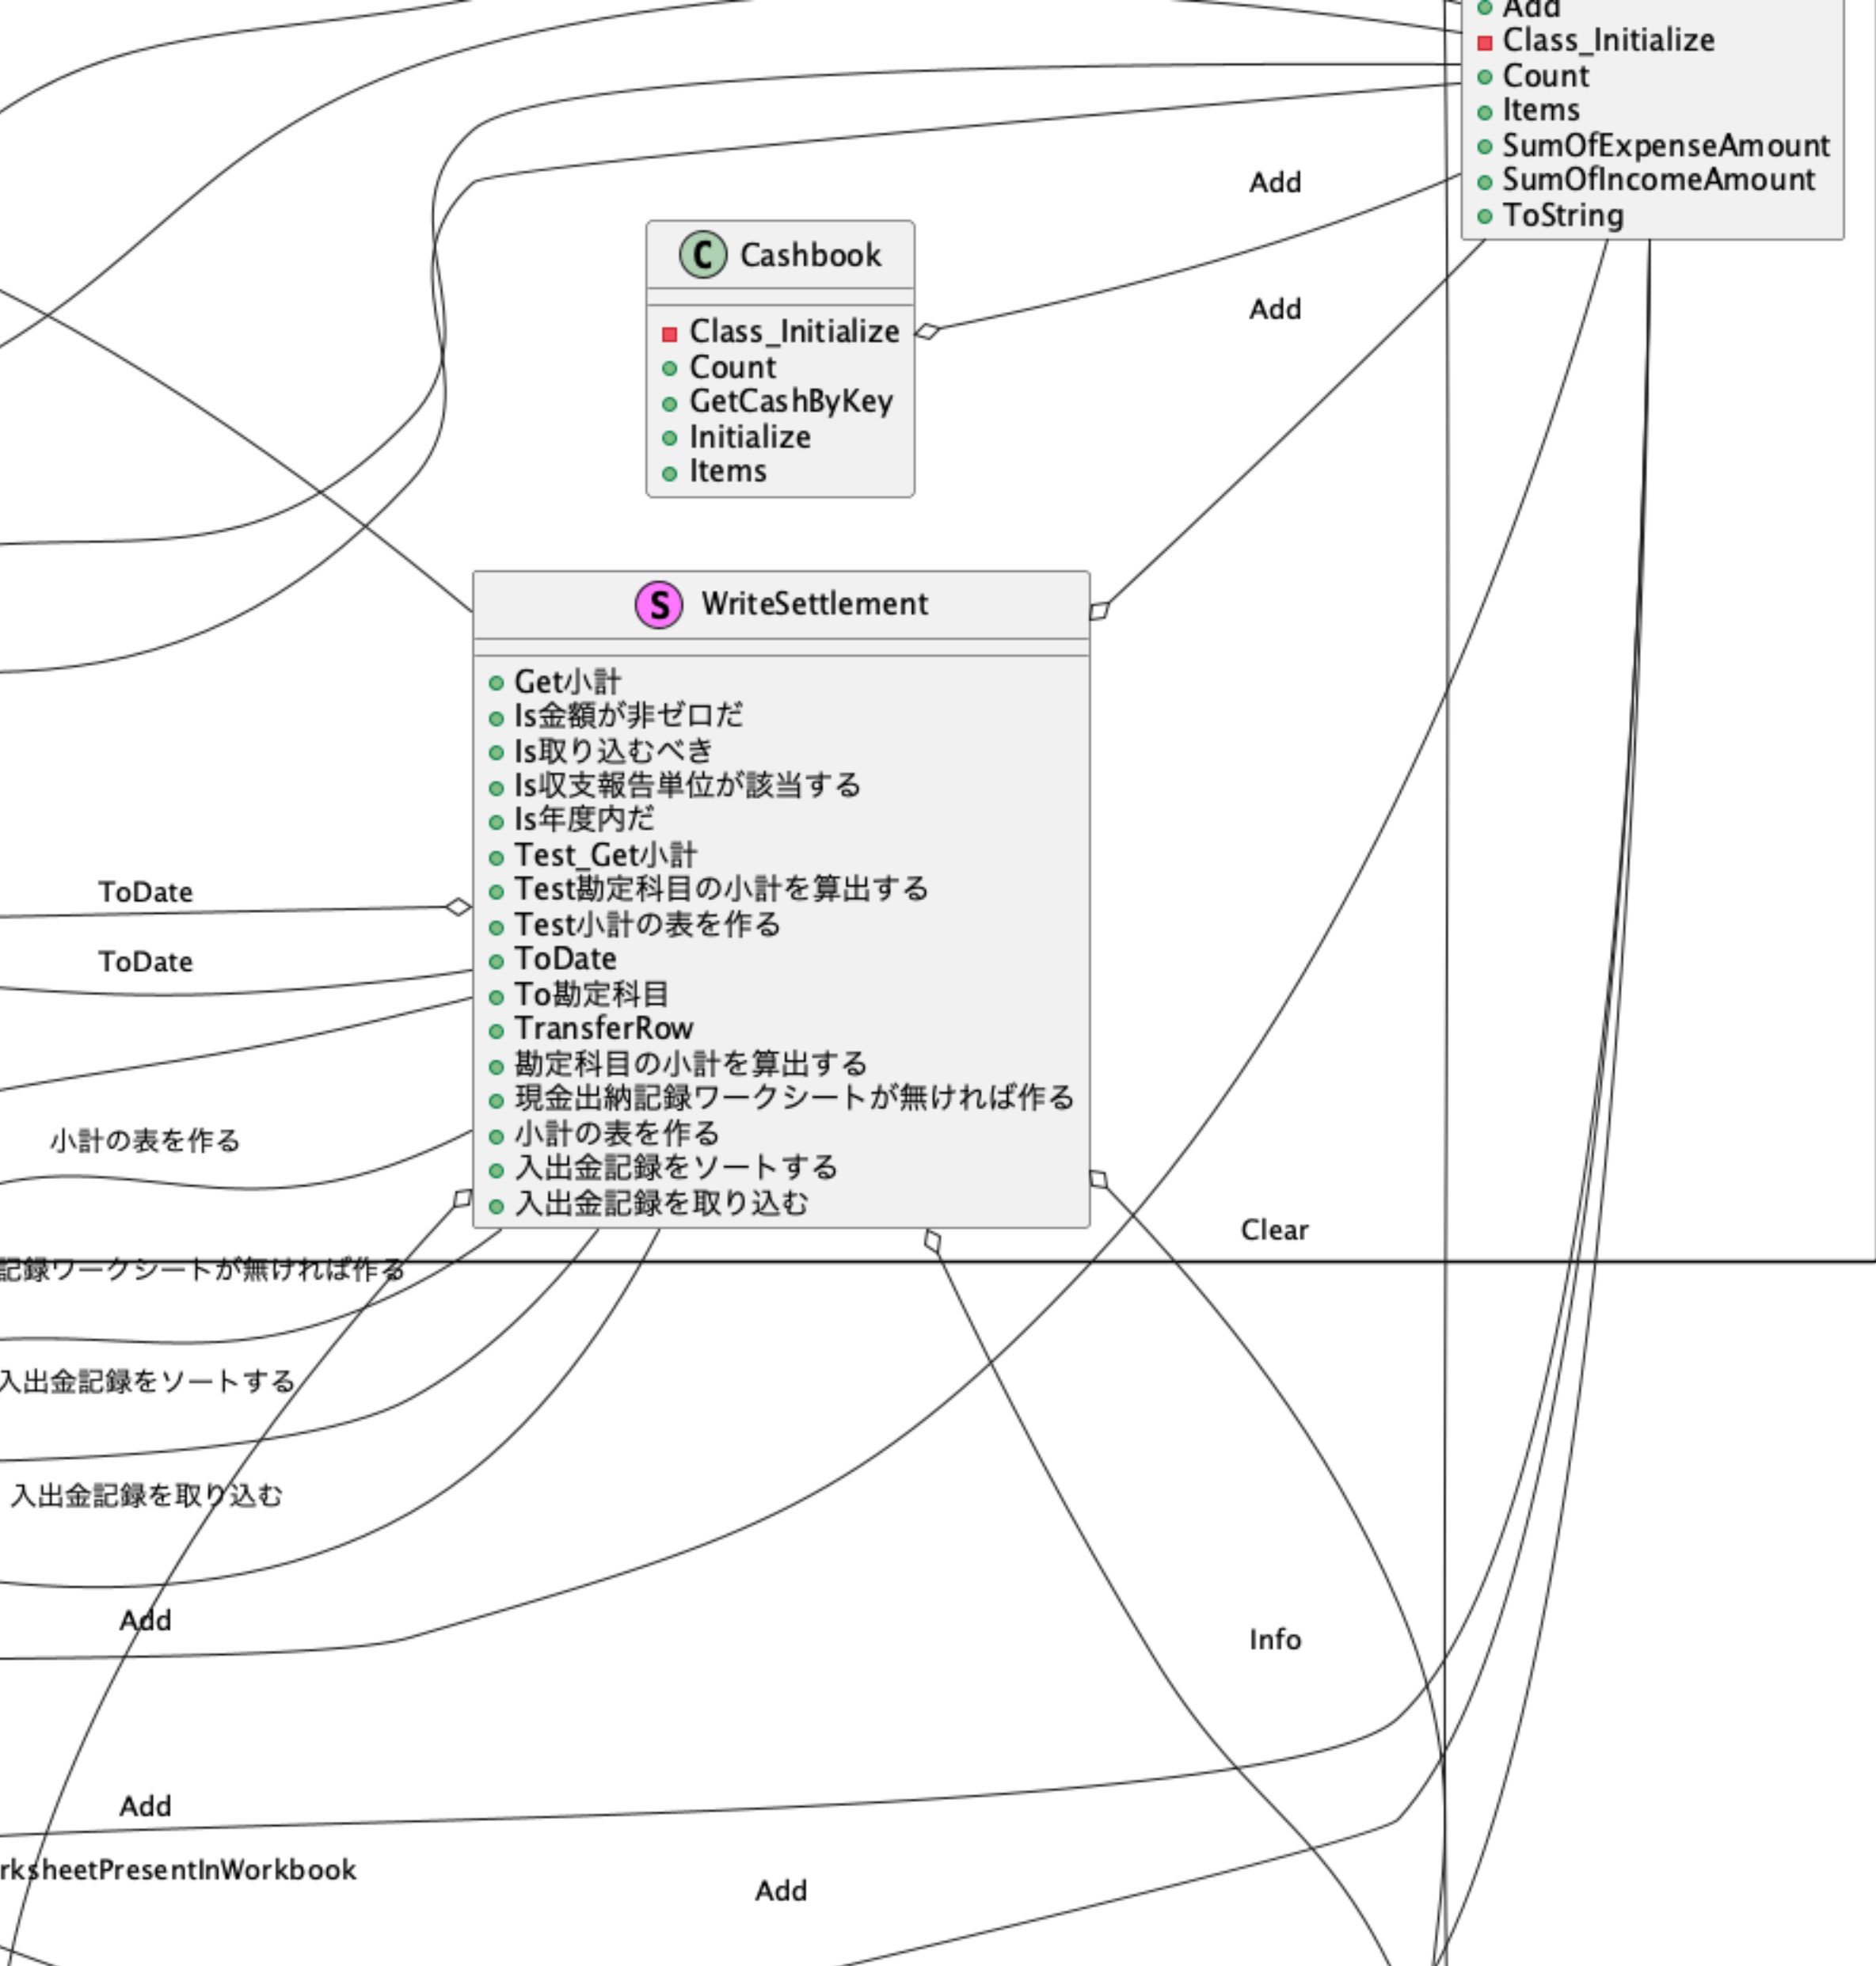 Add
Class_Initialize
Count
Items
SumOfExpenseAmount
SumOfIncomeAmount
ToString
Add
Add
C Cashbook
Class_Initialize
Count
GetCashByKey
Initialize
Items
S WriteSettlement
Get小計
Is金額が非ゼロだ
Is取り込むべき
Is収支報告単位が該当する
Is年度内だ
Test_Get小計
Test勘定科目の小計を算出する
Test小計の表を作る
ToDate
To勘定科目
TransferRow
勘定科目の小計を算出する
現金出納記録ワークシートが無ければ作る
小計の表を作る
入出金記録をソートする
入出金記録を取り込む
ToDate
ToDate
小計の表を作る
Clear
記録ワークシートが無ければ作る
入出金記録をソートする
入出金記録を取り込む
Add
Info
Add
rksheetPresentInWorkbook
Add